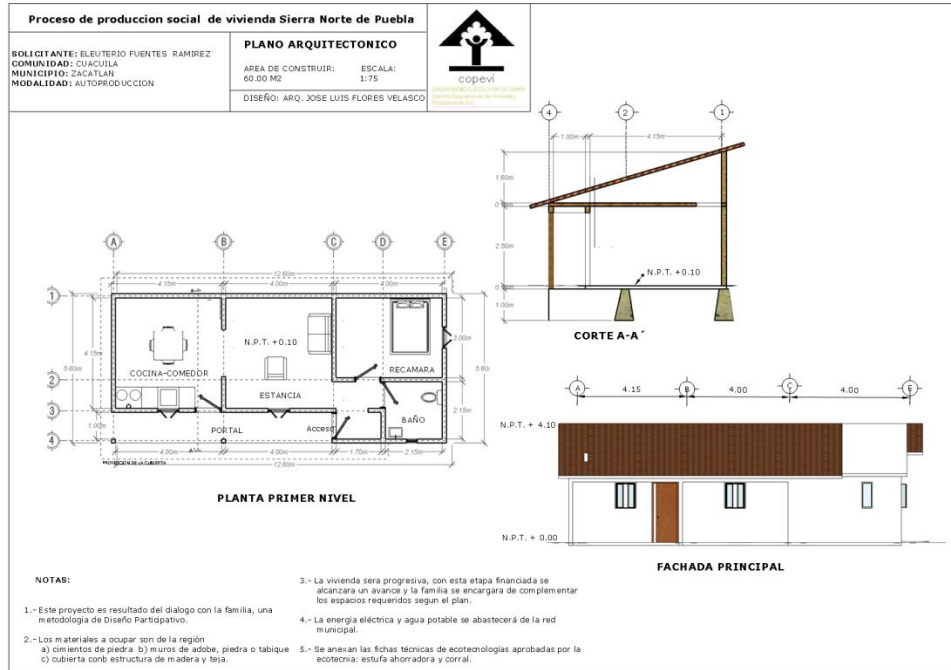 Proceso de produccion social de vivienda Sierra Norte de Puebla
SOLICITANTE: ELEUTERIO FUENTES RAMIREZ
COMUNIDAD: CUACUILA
MUNICIPIO: ZACATLAN
MODALIDAD: AUTOPRODUCCION
PLANO ARQUITECTONICO
AREA DE CONSTRUIR:
60.00 M2
ESCALA:
1:75
DISEÑO: ARQ. JOSE LUIS FLORES VELASCO
copevi
4
2
1
1.00m
4.15m
1.60m
2.50m
1.00m
N.P.T. +0.10
CORTE A-A´
A
B
C
D
E
12.60m
4.15m
4.00m
4.00m
1
2
3
4
4.15m
5.60m
1.00m
3.00m
2.15m
5.60
N.P.T. +0.10
COCINA-COMEDOR
ESTANCIA
RECAMARA
BAÑO
PORTAL
Acceso
4.00m
4.00m
1.70m
2.15m
12.60m
PROYECCION DE LA CUBIERTA
PLANTA PRIMER NIVEL
A
B
C
E
4.15
4.00
4.00
N.P.T. + 4.10
N.P.T. + 0.00
FACHADA PRINCIPAL
NOTAS:
1.- Este proyecto es resultado del dialogo con la familia, una
metodologia de Diseño Participativo.
2.- Los materiales a ocupar son de la región
a) cimientos de piedra b) muros de adobe, piedra o tabique
c) cubierta conb estructura de madera y teja.
3.- La vivienda sera progresiva, con esta etapa financiada se
alcanzara un avance y la familia se encargara de complementar
los espacios requeridos segun el plan.
4.- La energía eléctrica y agua potable se abastecerá de la red
municipal.
5.- Se anexan las fichas técnicas de ecotecnologías aprobadas por la
ecotecnia: estufa ahorradora y corral.